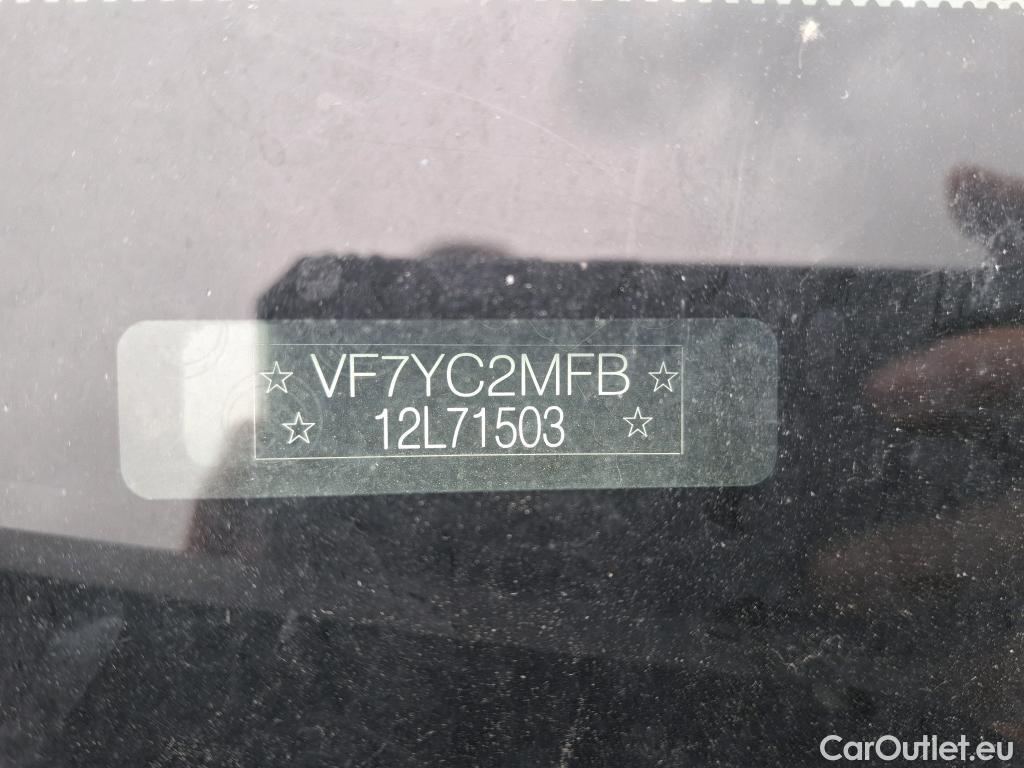 ☆ VF7YC2MFB ☆
☆ 12L71503 ☆
CarOutlet.eu